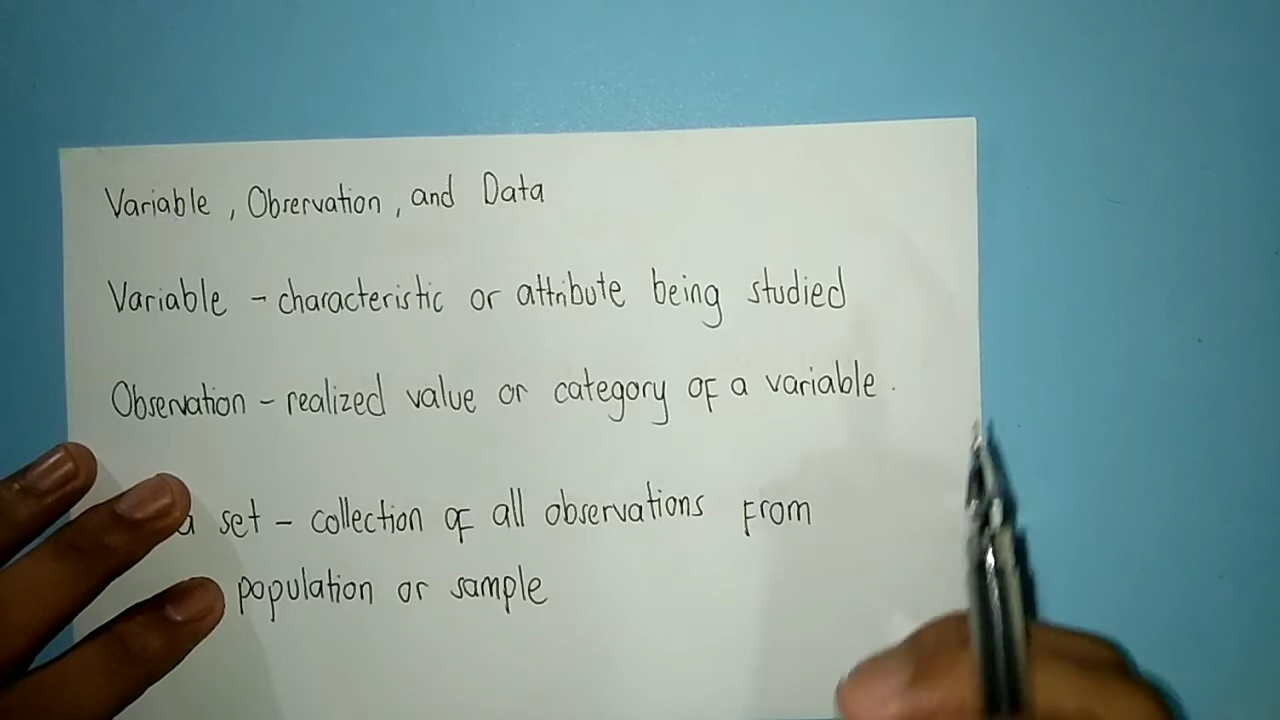 Variable, Observation, and Data
Variable - characteristic or attribute being studied
Observation - realized value or category of a variable.
a set - collection of all observations from
population or sample